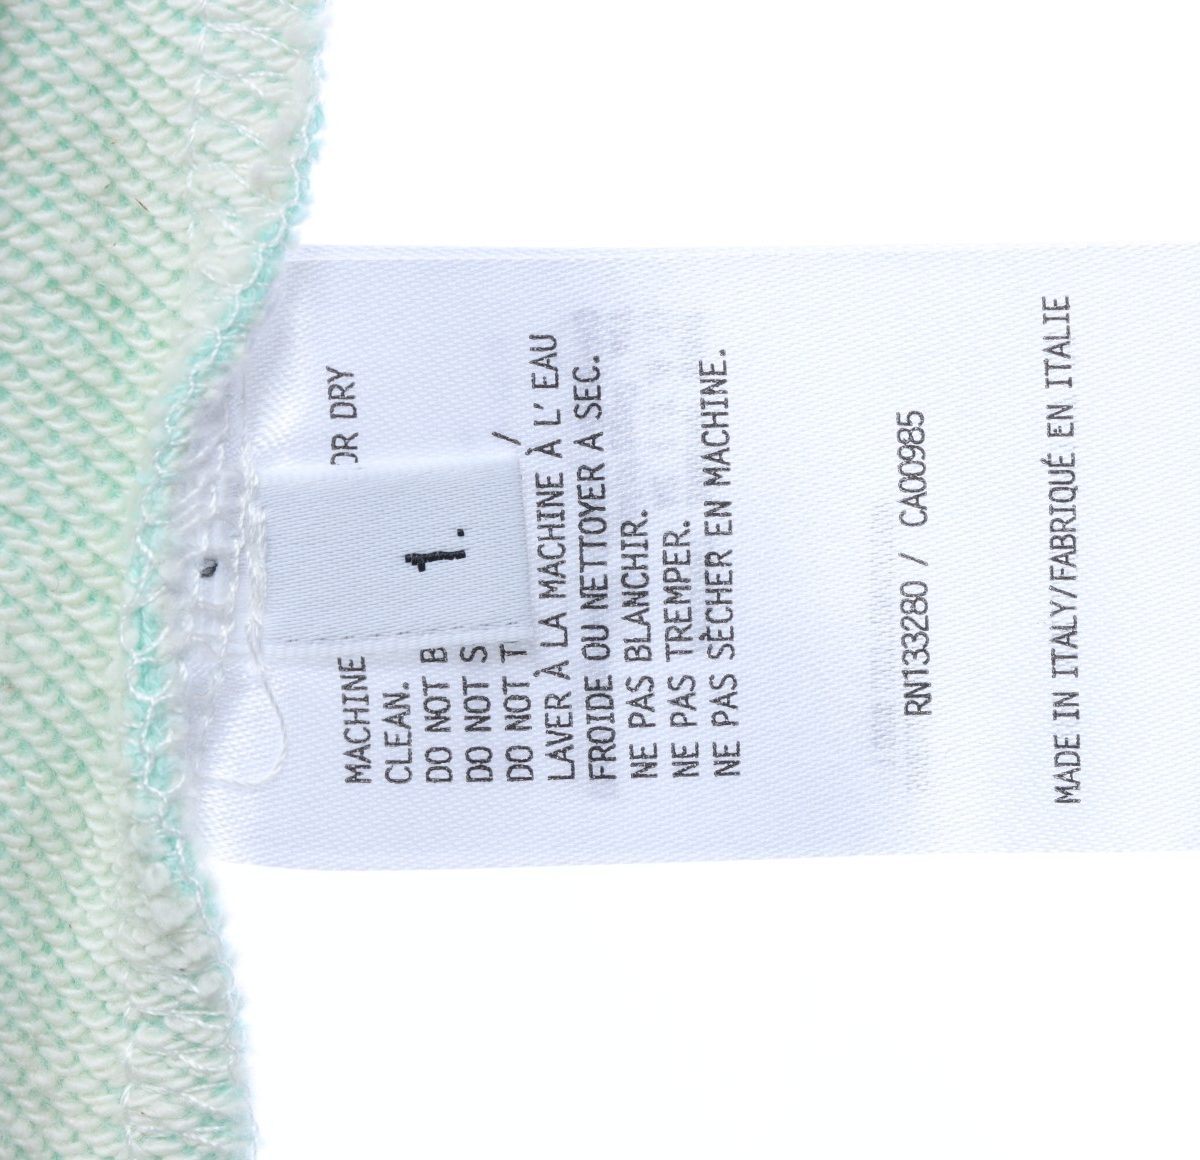 MACHINE OR DRY
CLEAN.
DO NOT B
DO NOT S
DO NOT T /
LAVER À LA MACHINE À L' EAU
FROIDE OU NETTOYER A SEC.
NE PAS BLANCHIR.
NE PAS TREMPER.
NE PAS SÈCHER EN MACHINE.
RN133280 / CA00985
MADE IN ITALY/FABRIQUÉ EN ITALIE
1.